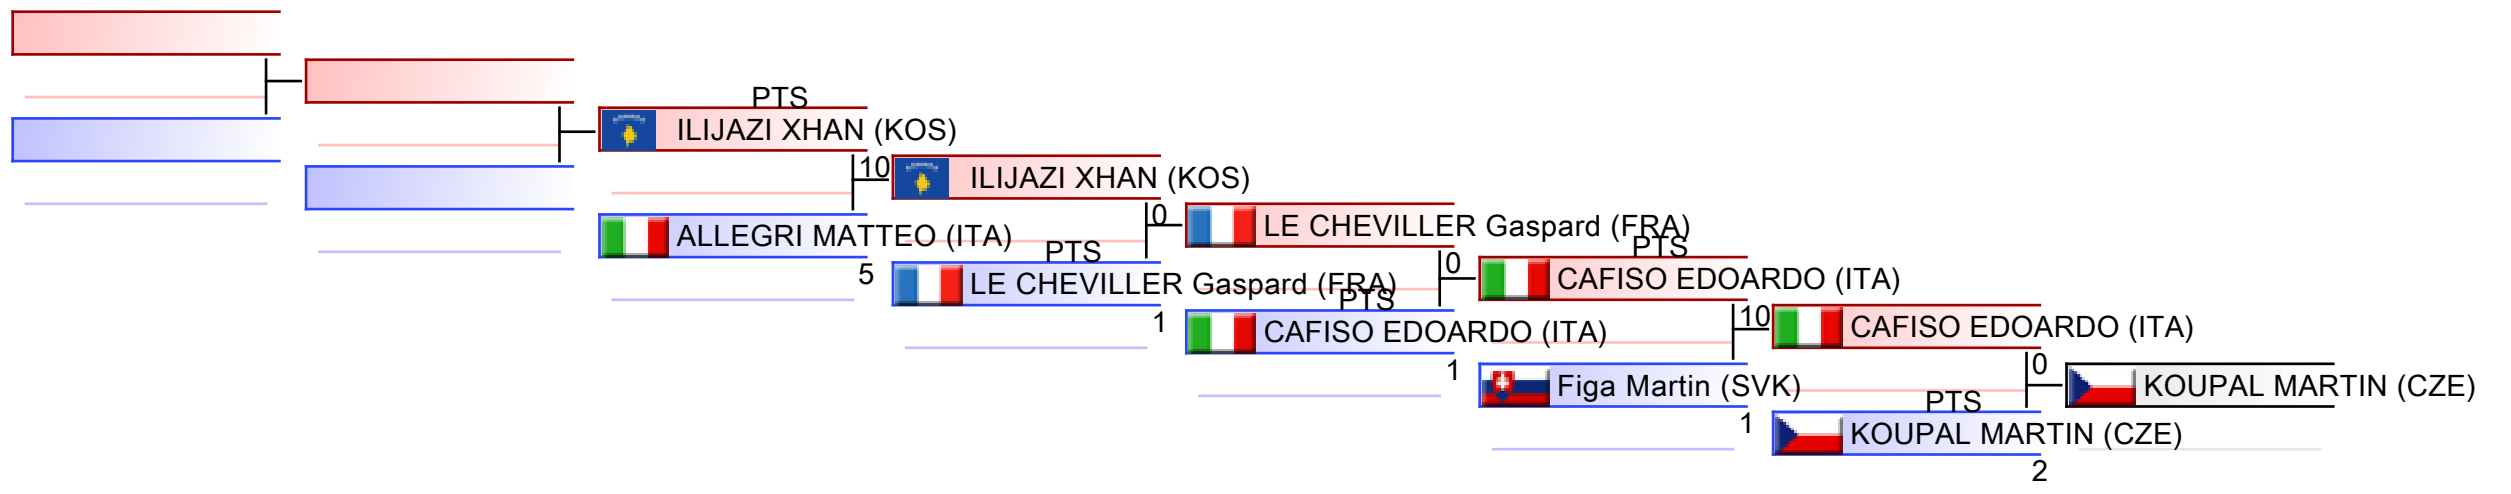 PTS
ILIJAZI XHAN (KOS)
10
ALLEGRI MATTEO (ITA)
5
ILIJAZI XHAN (KOS)
0
PTS
LE CHEVILLER Gaspard (FRA)
1
LE CHEVILLER Gaspard (FRA)
0
PTS
CAFISO EDOARDO (ITA)
1
PTS
CAFISO EDOARDO (ITA)
10
Figa Martin (SVK)
1
CAFISO EDOARDO (ITA)
0
PTS
KOUPAL MARTIN (CZE)
2
KOUPAL MARTIN (CZE)